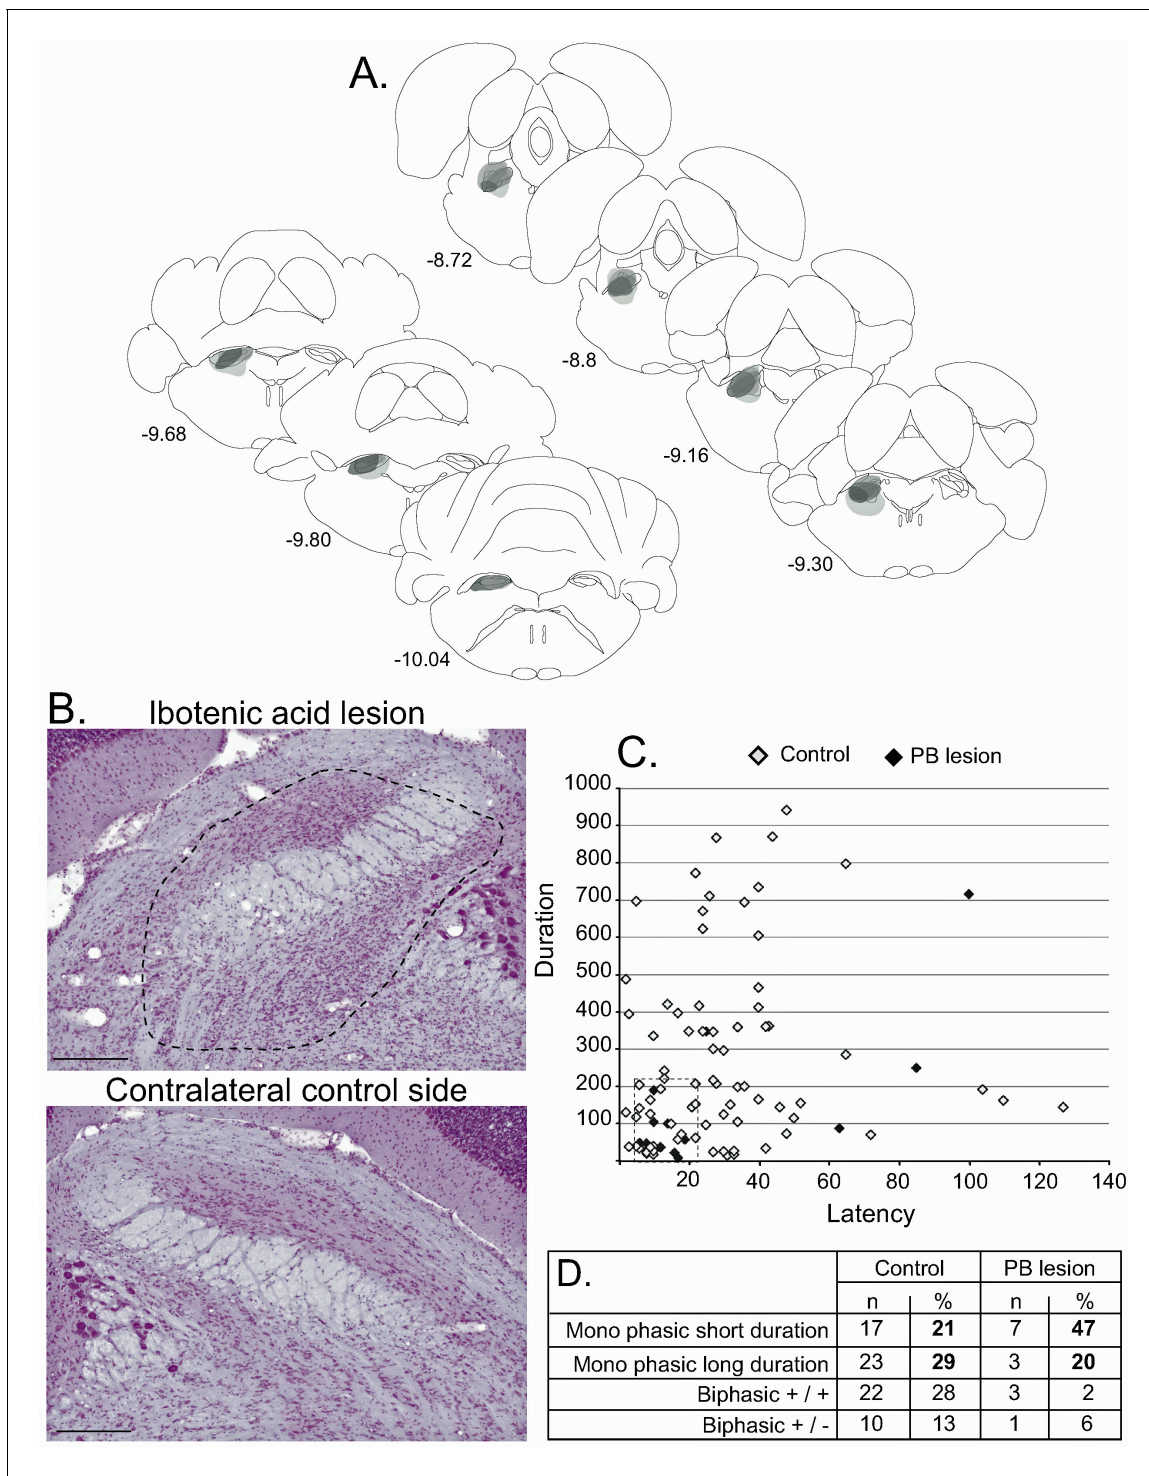 A.
-8.72
-8.8
-9.16
-9.30
-9.68
-9.80
-10.04
B.
Ibotenic acid lesion
Contralateral control side
C.
Control PB lesion
1000
900
800
700
600
500
400
300
200
100
Duration
20 40 60 80 100 120 140
Latency
D. Control PB lesion
n % n %
Mono phasic short duration 17 21 7 47
Mono phasic long duration 23 29 3 20
Biphasic + / + 22 28 3 2
Biphasic + / - 10 13 1 6